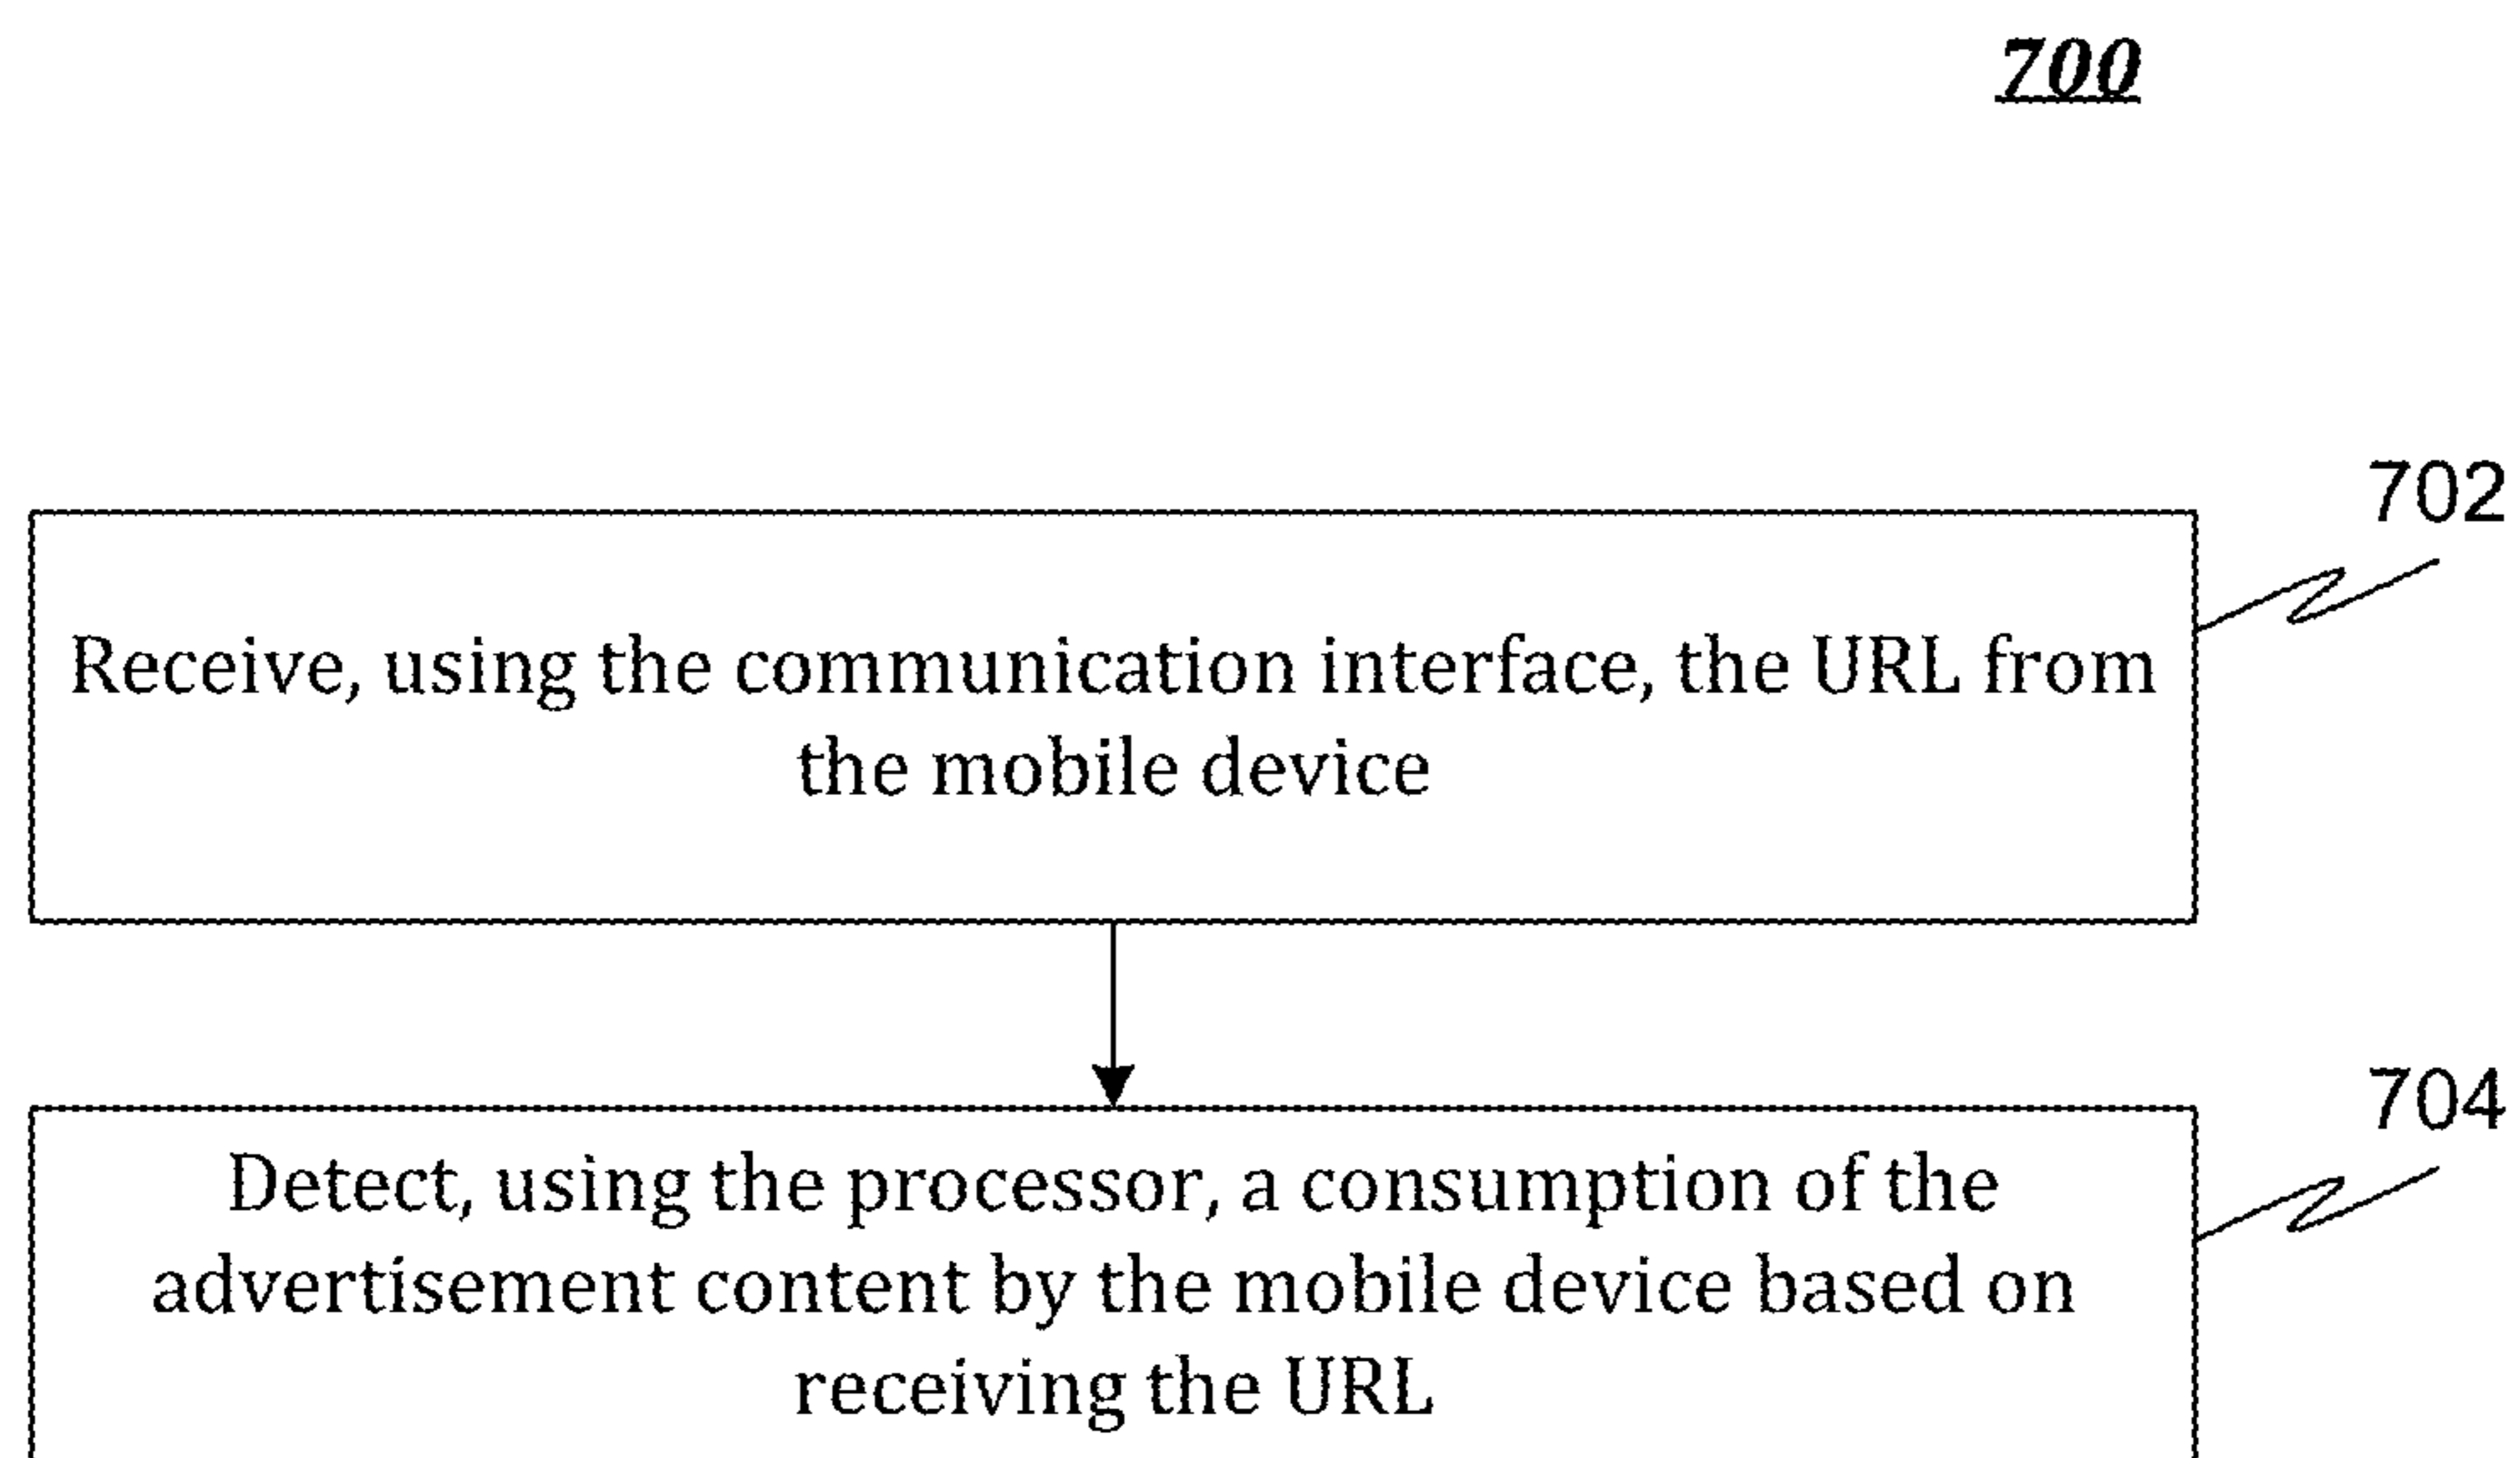 700
702
Receive, using the communication interface, the URL from
the mobile device
704
Detect, using the processor, a consumption of the
advertisement content by the mobile device based on
receiving the URL